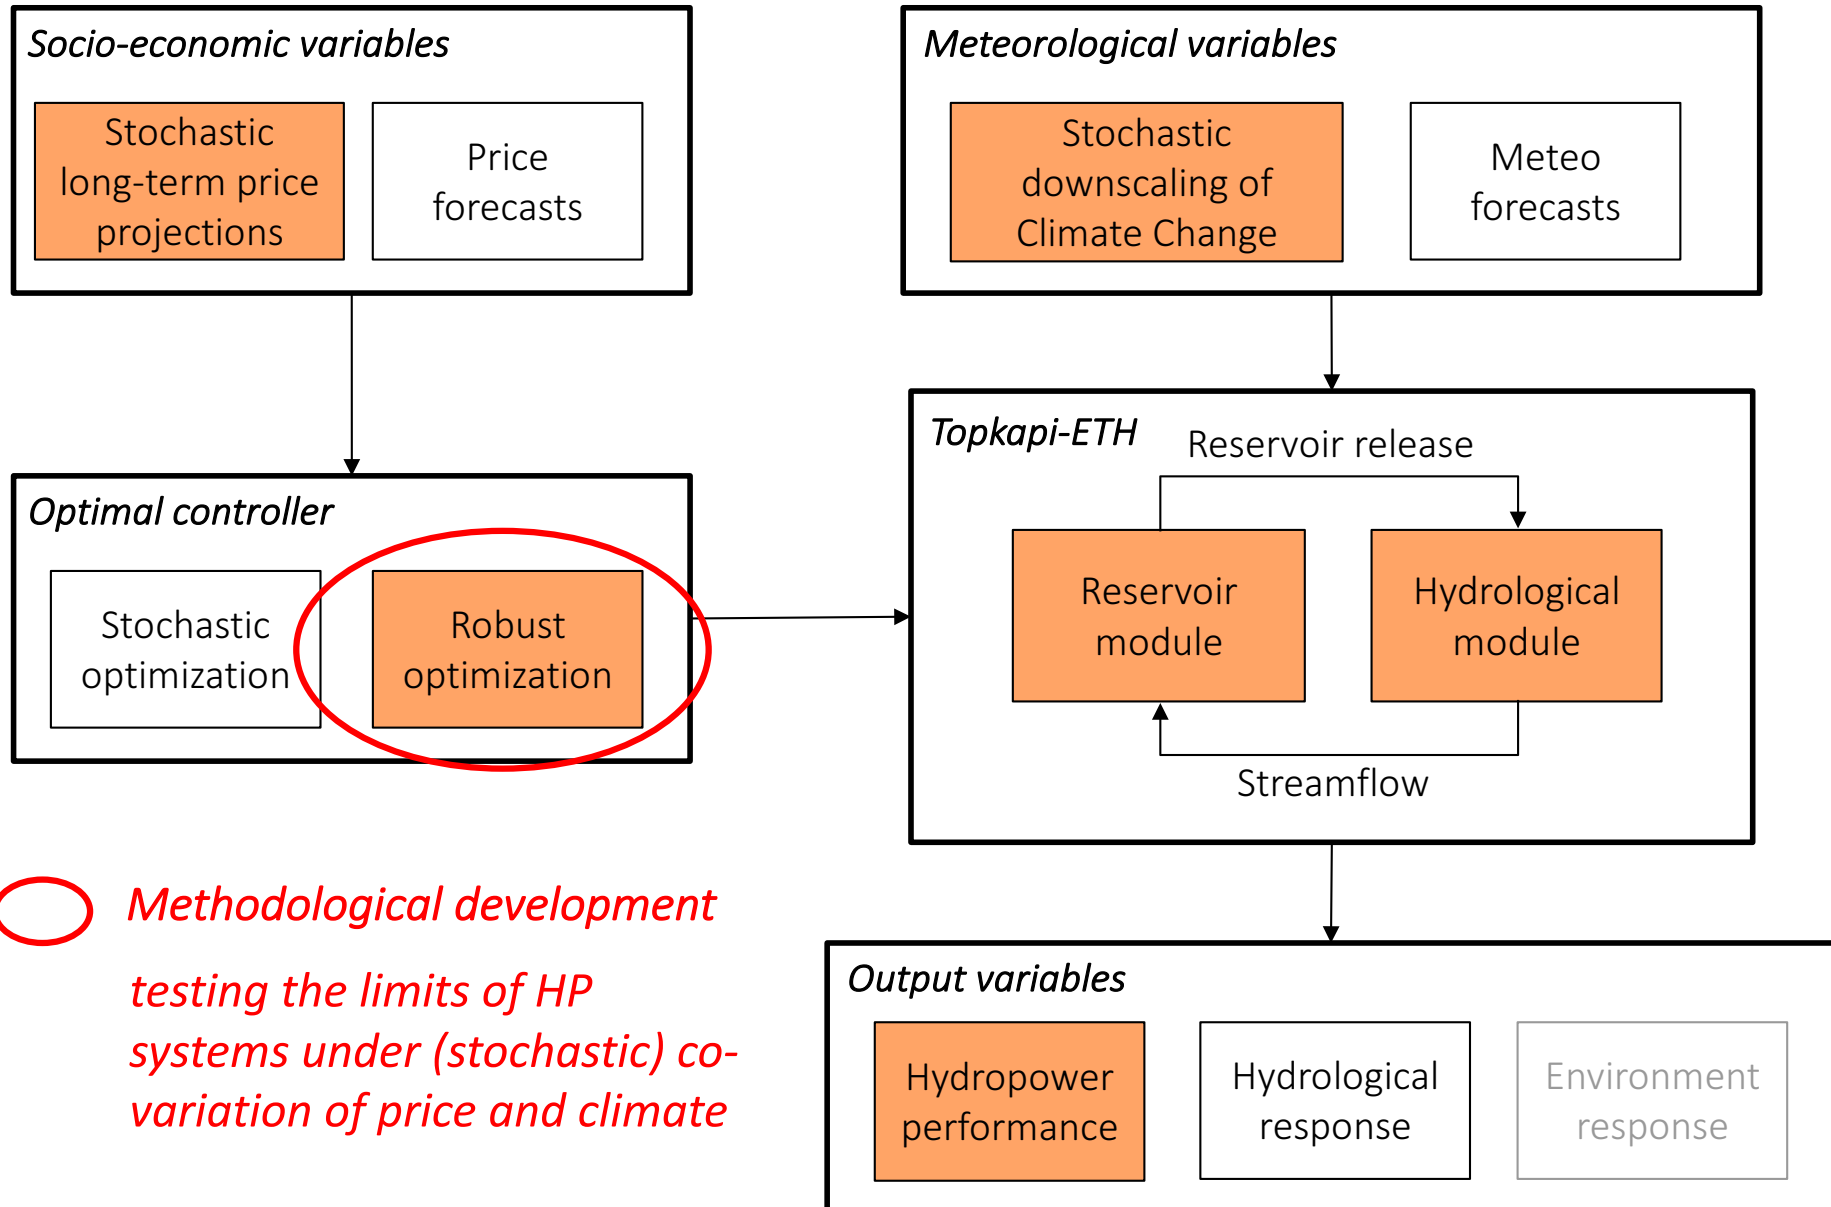 Socio-economic variables
Stochastic
long-term price
projections
Price
forecasts
Meteorological variables
Stochastic
downscaling of
Climate Change
Meteo
forecasts
Optimal controller
Stochastic
optimization
Robust
optimization
Topkapi-ETH
Reservoir release
Reservoir
module
Hydrological
module
Streamflow
Methodological development
testing the limits of HP
systems under (stochastic) co-
variation of price and climate
Output variables
Hydropower
performance
Hydrological
response
Environment
response